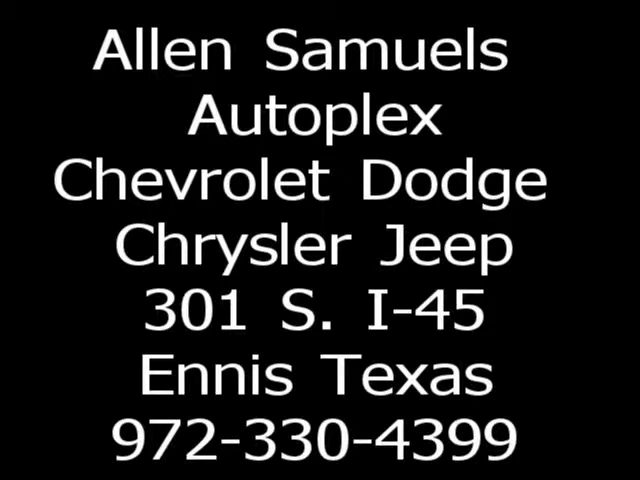 Allen Samuels
Autoplex
Chevrolet Dodge
Chrysler Jeep
301 S. I-45
Ennis Texas
972-330-4399